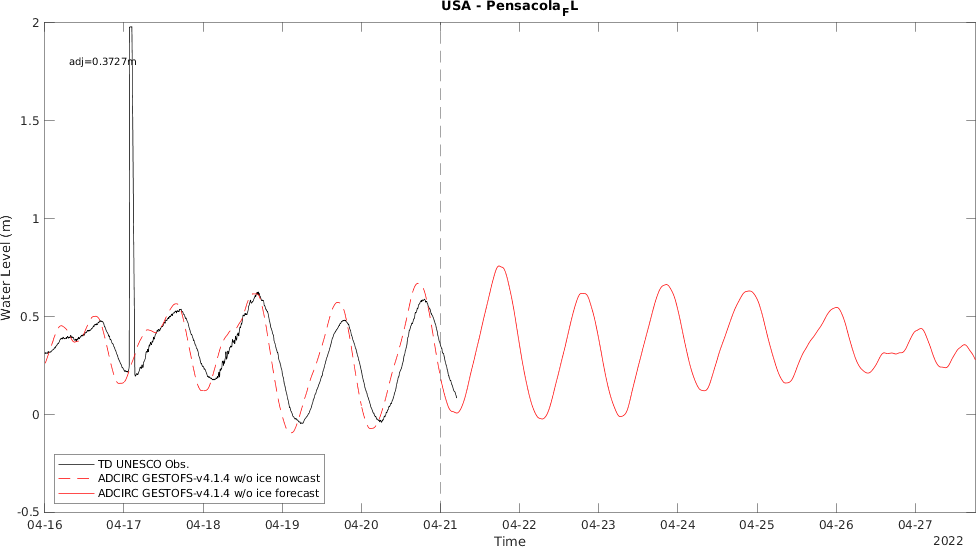 USA - Pensacola_FL
2
adj=0.3727m
1.5
1
Water Level (m)
0.5
0
-0.5
TD UNESCO Obs.
ADCIRC GESTOFS-v4.1.4 w/o ice nowcast
ADCIRC GESTOFS-v4.1.4 w/o ice forecast
04-16 04-17 04-18 04-19 04-20 04-21 04-22 04-23 04-24 04-25 04-26 04-27
Time
2022